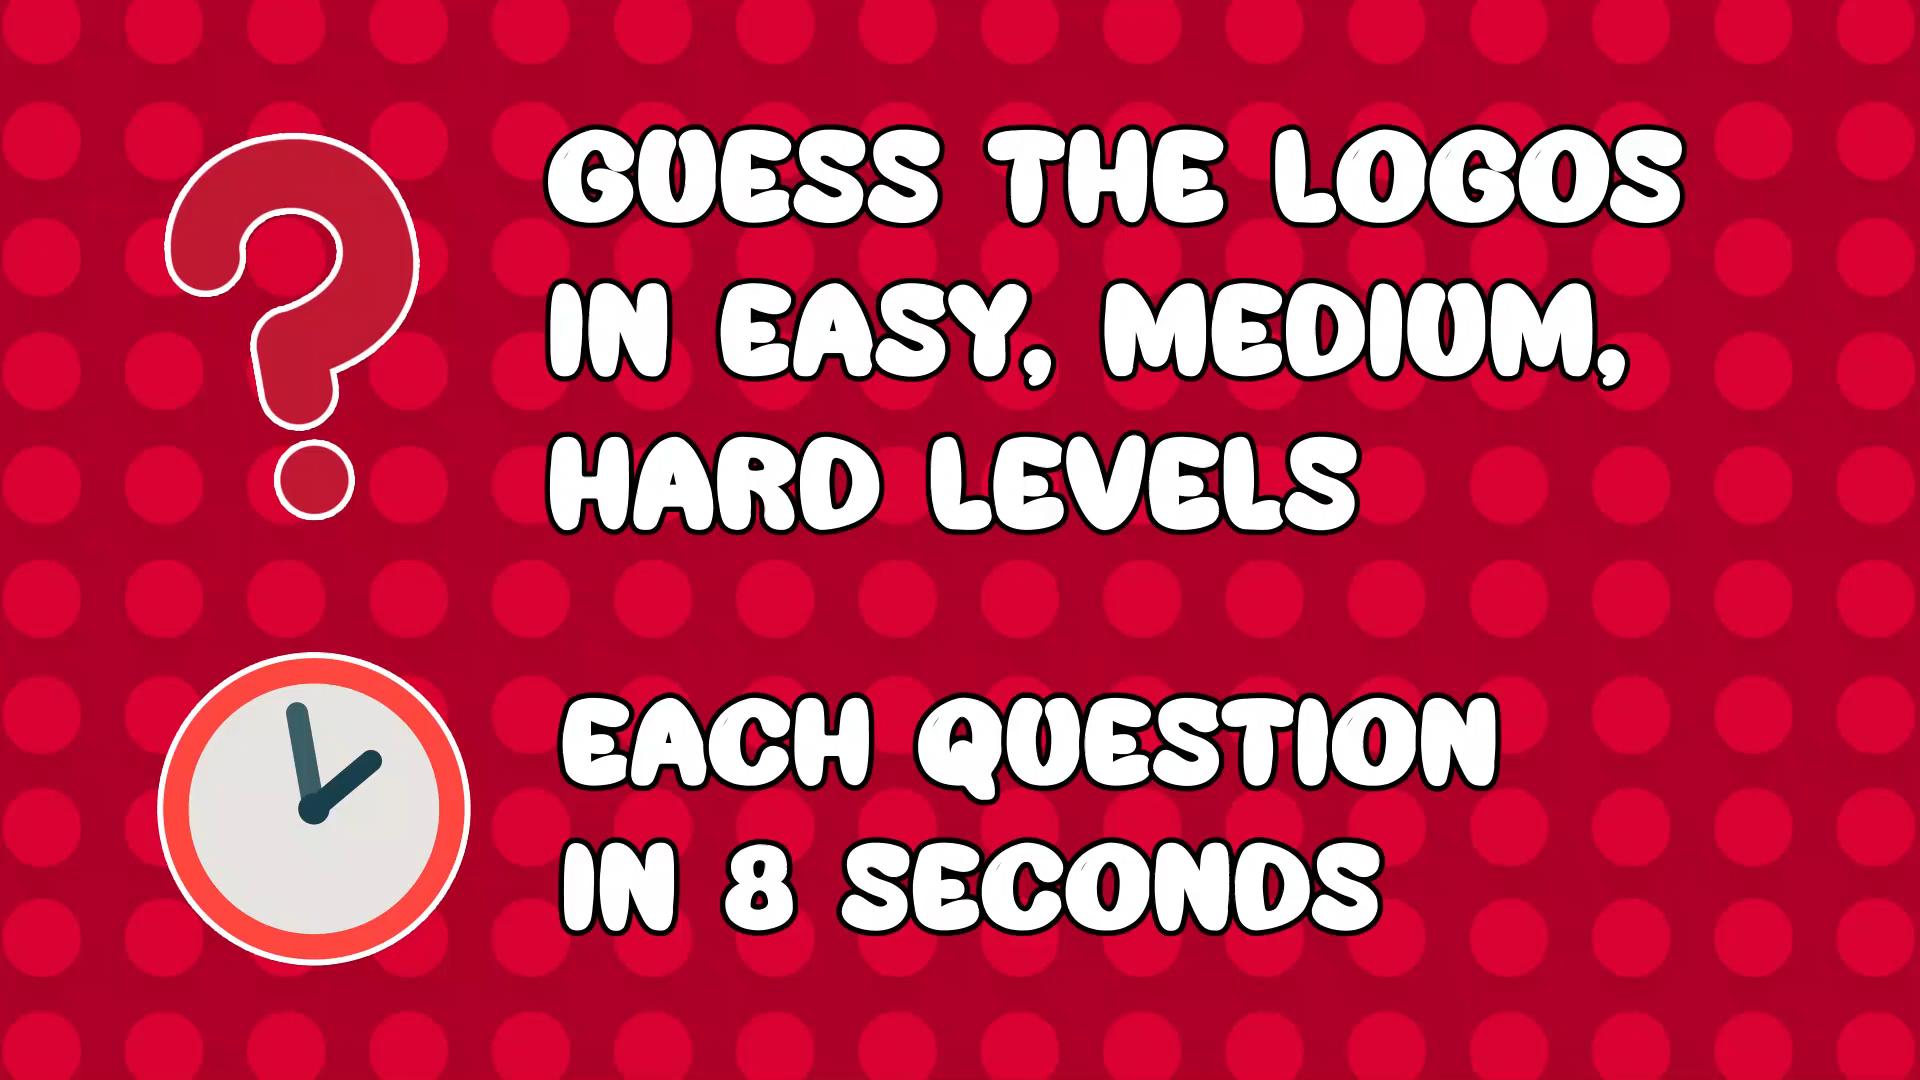 GUESS THE LOGOS
IN EASY, MEDIUM,
HARD LEVELS
EACH QUESTION
IN 8 SECONDS